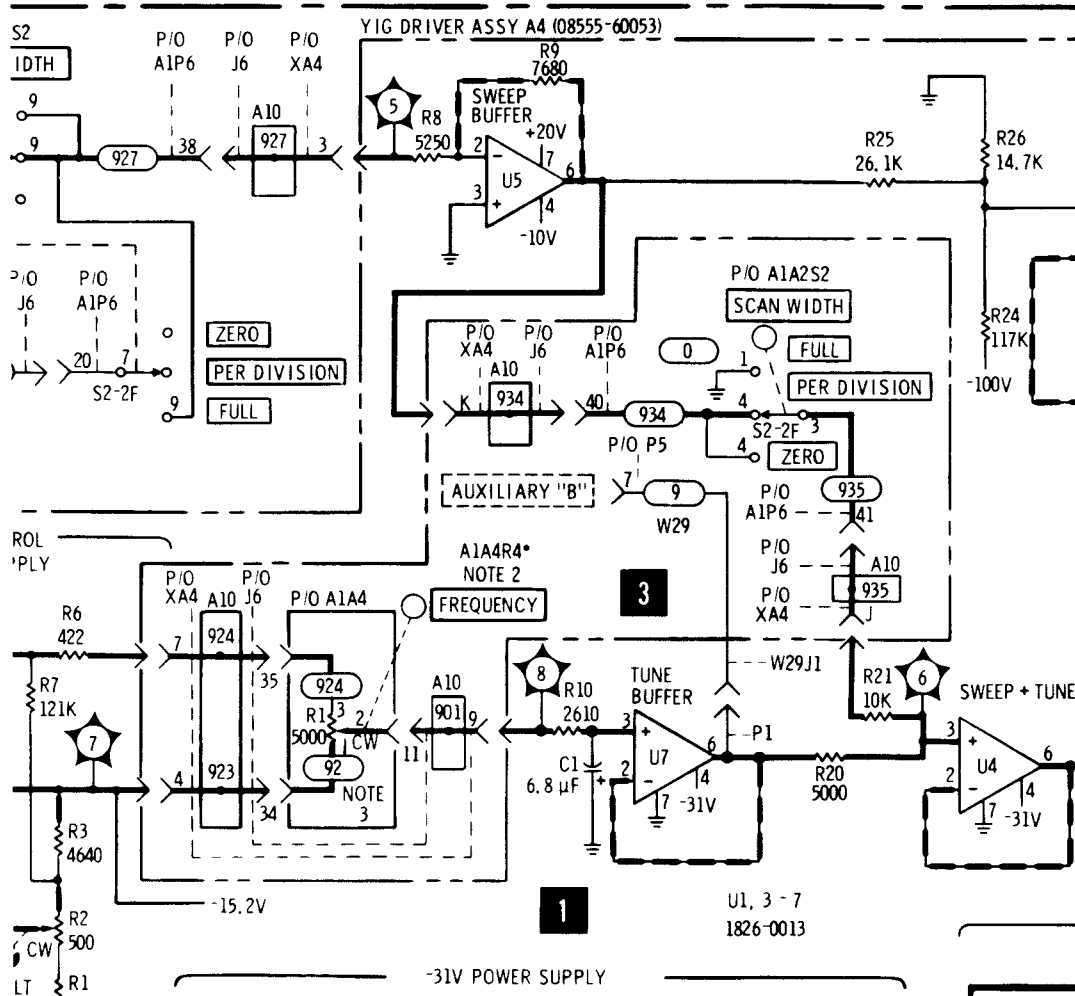 YIG DRIVER ASSY A4 (08555-60053)
S2
IDTH
P/O
A1P6
P/O
J6
P/O
XA4
9
9
927
38
A10
927
3
5
R8
5250
SWEEP
BUFFER
R9
7680
+20V
2
-
7
6
U5
3
+
4
-10V
R25
26.1K
R26
14.7K
R24
117K
-100V
P/O
J6
P/O
A1P6
20
7
S2-2F
ZERO
PER DIVISION
9
FULL
P/O A1A2S2
SCAN WIDTH
P/O
XA4
P/O
J6
P/O
A1P6
0
1
FULL
PER DIVISION
K
A10
934
40
934
4
S2-2F
3
4
ZERO
P/O P5
AUXILIARY "B"
7
9
W29
935
P/O
A1P6
41
P/O
J6
A10
935
P/O
XA4
J
ROL
PPLY
A1A4R4*
NOTE 2
FREQUENCY
3
P/O
XA4
A10
P/O
J6
P/O A1A4
R6
422
7
924
35
924
R7
121K
7
R1
5000
3
2
CW
92
NOTE
3
4
923
34
11
A10
901
9
8
R10
2610
C1
6.8 µF
+
TUNE
BUFFER
3
+
U7
6
2
-
7
4
-31V
W29J1
P1
R20
5000
R21
10K
6
SWEEP + TUNE
3
+
U4
6
2
-
7
4
-31V
R3
4640
-15.2V
R2
500
CW
LT
R1
1
U1, 3 - 7
1826-0013
-31V POWER SUPPLY